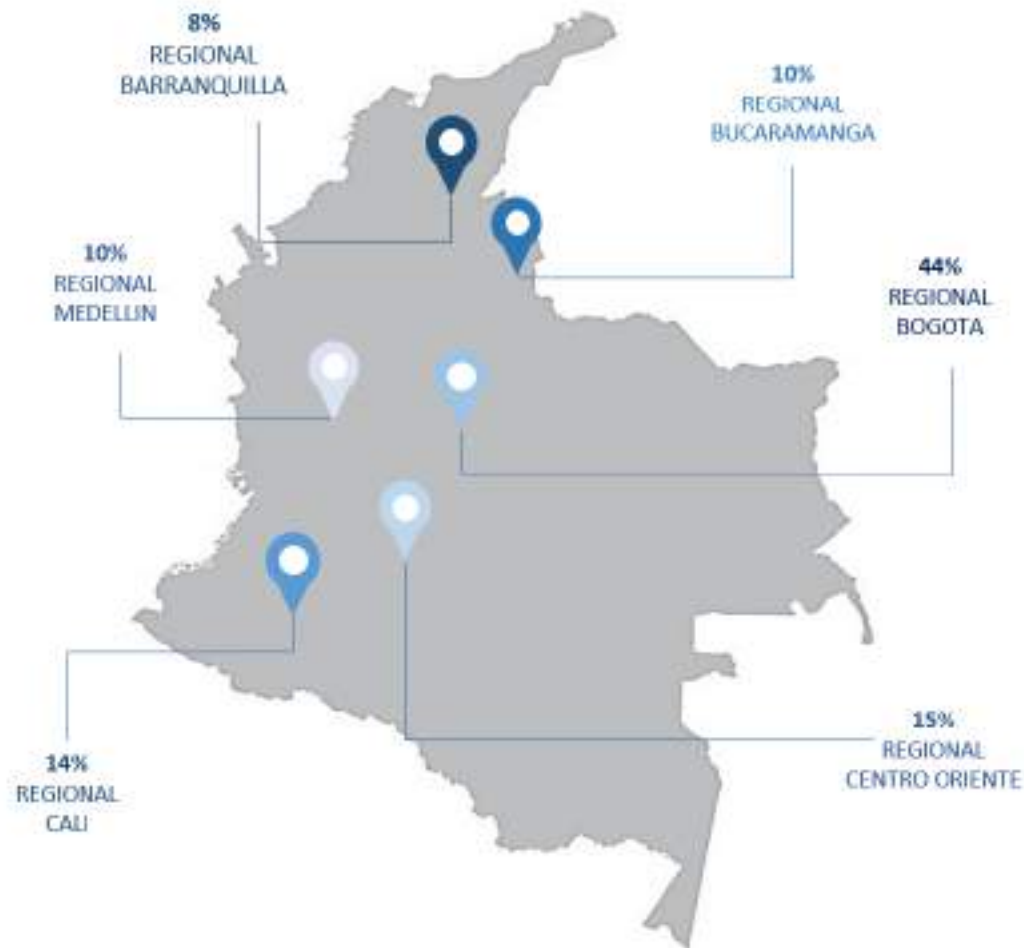 8%
REGIONAL
BARRANQUILLA
10%
REGIONAL
BUCARAMANGA
10%
REGIONAL
MEDELLIN
44%
REGIONAL
BOGOTA
14%
REGIONAL
CALI
15%
REGIONAL
CENTRO ORIENTE